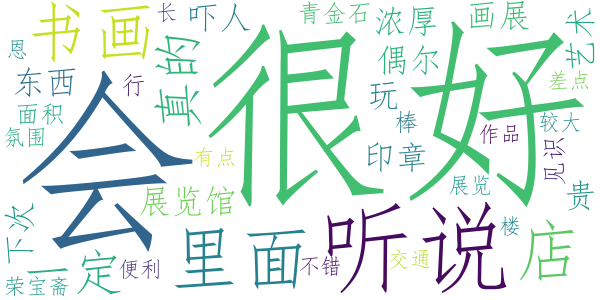 书画
长
吓人
青金石
浓厚
画展
艺术
恩
东西
行
真的
很好
偶尔
差点
面积
会
玩
棒
作品
较大
氛围
有点
印章
见识
展览馆
展览
贵
下次
一定
里面
听说
楼
店
荣宝斋
便利
不错
交通